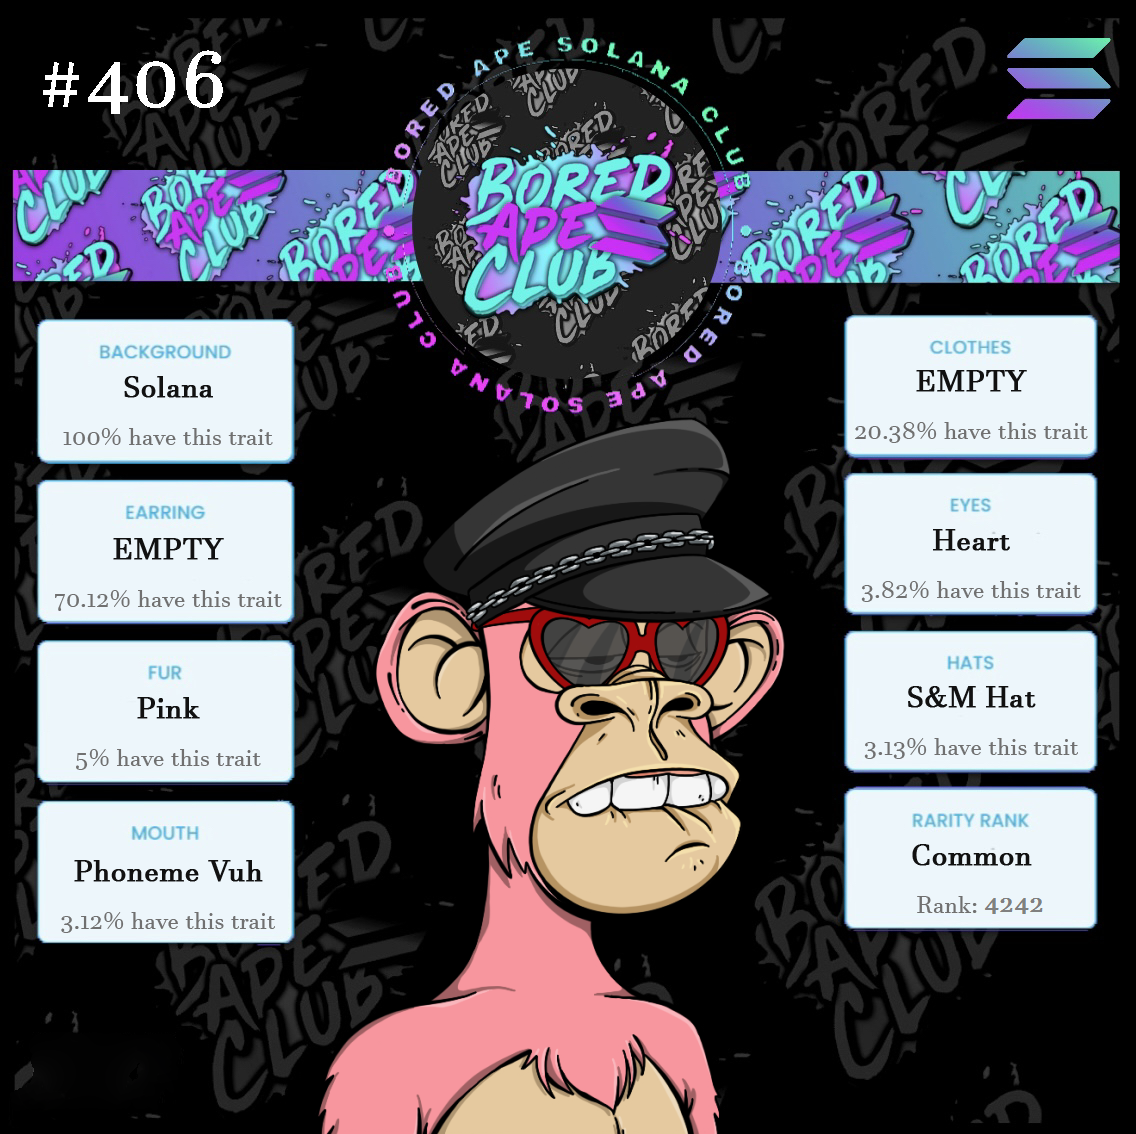 #406
BORED APE SOLANA CLUB
BORED
APE
CLUB
BORED APE SOLANA CLUB
BACKGROUND
Solana
100% have this trait
EARRING
EMPTY
70.12% have this trait
FUR
Pink
5% have this trait
MOUTH
Phoneme Vuh
3.12% have this trait
CLOTHES
EMPTY
20.38% have this trait
EYES
Heart
3.82% have this trait
HATS
S&M Hat
3.13% have this trait
RARITY RANK
Common
Rank: 4242